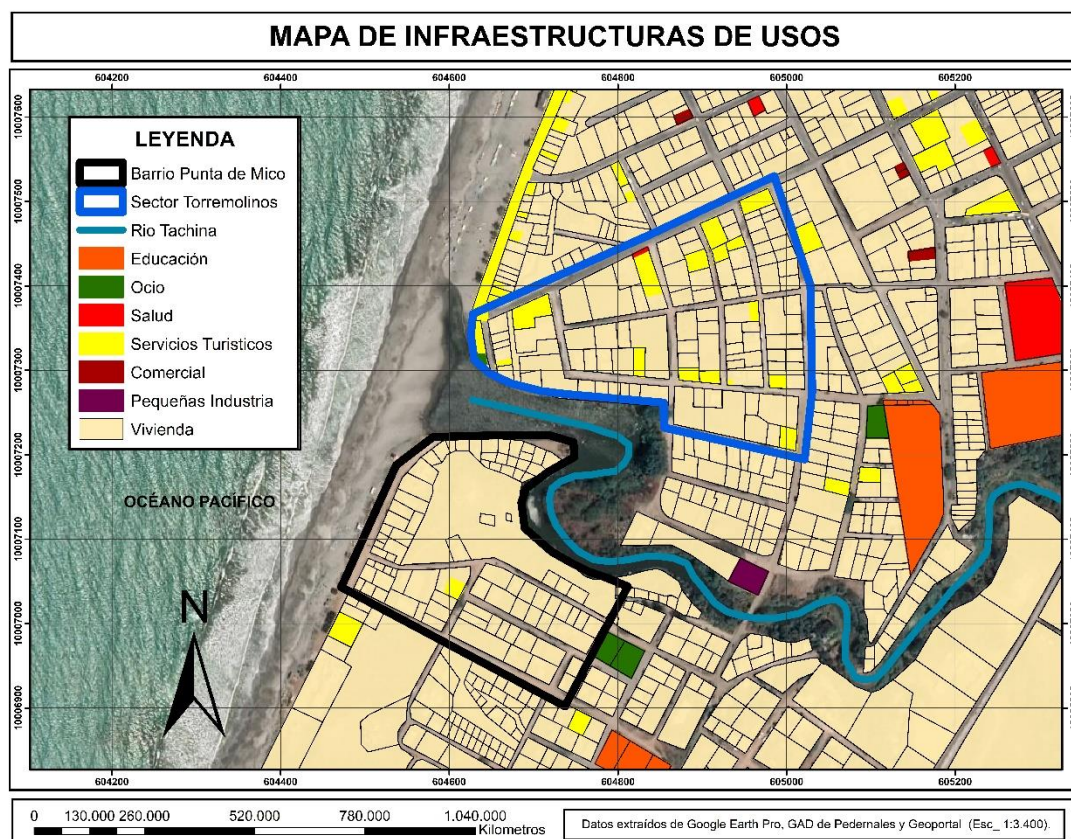 MAPA DE INFRAESTRUCTURAS DE USOS
604200 604400 604600 604800 605000 605200
10007600
10007500
10007400
10007300
10007200
10007100
10007000
10006900
LEYENDA
Barrio Punta de Mico
Sector Torremolinos
Rio Tachina
Educación
Ocio
Salud
Servicios Turisticos
Comercial
Pequeñas Industria
Vivienda
OCÉANO PACÍFICO
N
604200 604400 604600 604800 605000 605200
0 130.000 260.000 520.000 780.000 1.040.000
Kilometros
Datos extraídos de Google Earth Pro, GAD de Pedernales y Geoportal (Esc_ 1:3.400).